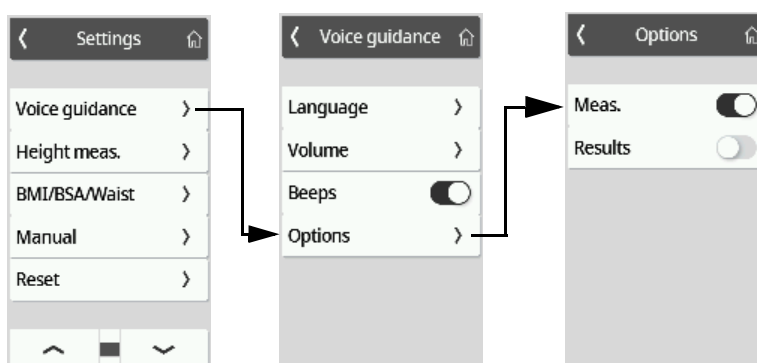 Settings
Voice guidance
Height meas.
BMI/BSA/Waist
Manual
Reset
Voice guidance
Language
Volume
Beeps
Options
Options
Meas.
Results